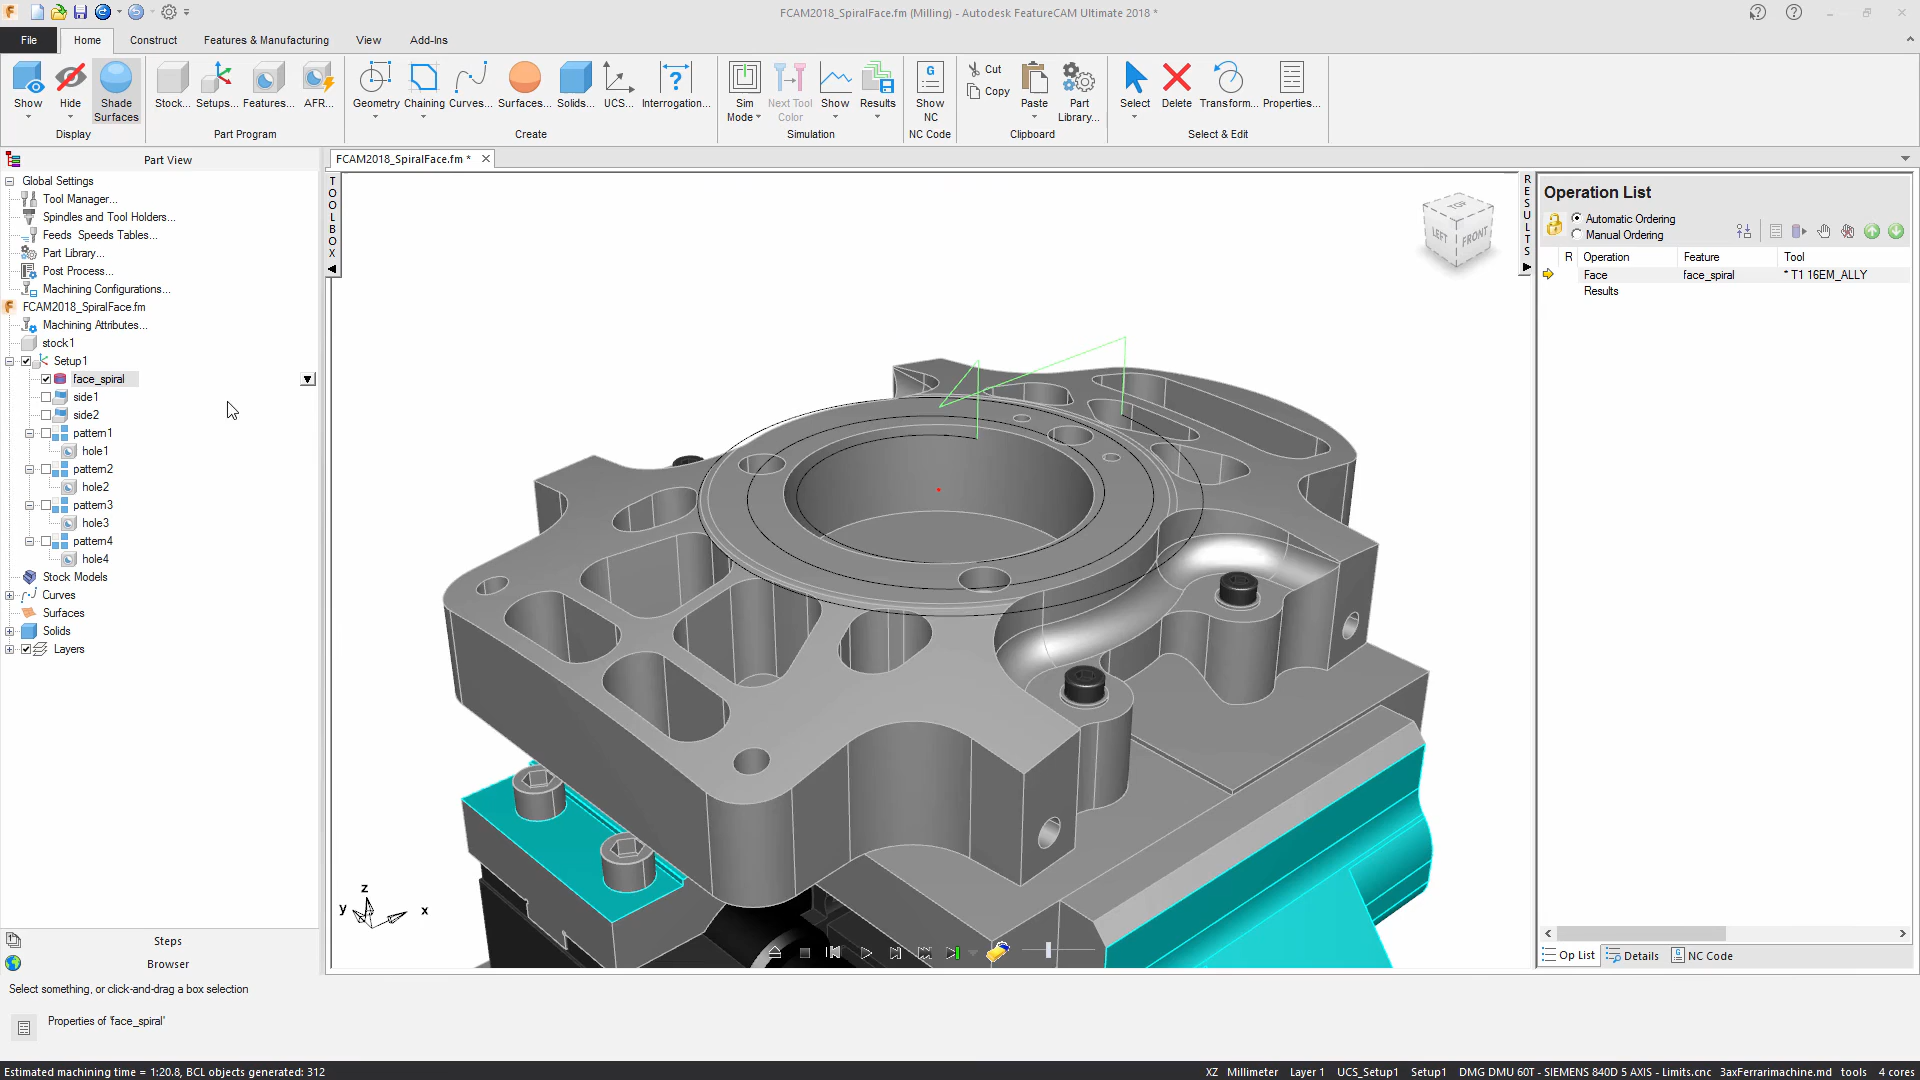 FCAM2018_SpiralFace.fm (Milling) - Autodesk FeatureCAM Ultimate 2018 *
File Home Construct Features & Manufacturing View Add-Ins
Show Hide Shade Surfaces Stock... Setups... Features... AFR... Geometry Chaining Curves... Surfaces... Solids... UCS... Interrogation... Sim Mode Next Tool Color Show Results Show NC Cut Copy Paste Part Library... Select Delete Transform... Properties...
Display Part Program Create Simulation NC Code Clipboard Select & Edit
Part View
Global Settings
Tool Manager...
Spindles and Tool Holders...
Feeds Speeds Tables...
Part Library...
Post Process...
Machining Configurations...
FCAM2018_SpiralFace.fm
Machining Attributes...
stock1
Setup1
face_spiral
side1
side2
pattern1
hole1
pattern2
hole2
pattern3
hole3
pattern4
hole4
Stock Models
Curves
Surfaces
Solids
Layers
Steps
Browser
FCAM2018_SpiralFace.fm *
TOOLBOX
TOP
LEFT FRONT
z
y x
RESULTS
Operation List
Automatic Ordering
Manual Ordering
R Operation Feature Tool
Face face_spiral * T1 16EM_ALLY
Results
Op List Details NC Code
Select something, or click-and-drag a box selection
Properties of 'face_spiral'
Estimated machining time = 1:20.8, BCL objects generated: 312
XZ Millimeter Layer 1 UCS_Setup1 Setup1 DMG DMU 60T - SIEMENS 840D 5 AXIS - Limits.cnc 3axFerrarimachine.md tools 4 cores